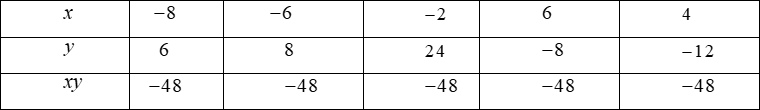 x −8 −6 −2 6 4
y 6 8 24 −8 −12
xy −48 −48 −48 −48 −48